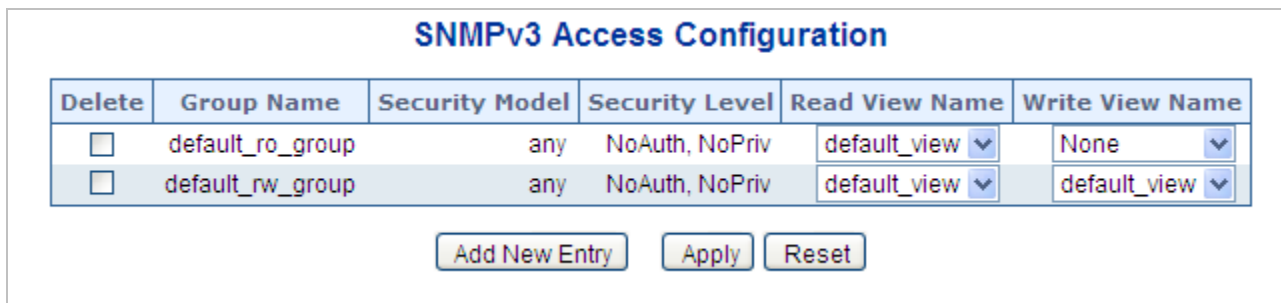 SNMPv3 Access Configuration
Delete Group Name Security Model Security Level Read View Name Write View Name
default_ro_group any NoAuth, NoPriv default_view None
default_rw_group any NoAuth, NoPriv default_view default_view
Add New Entry Apply Reset